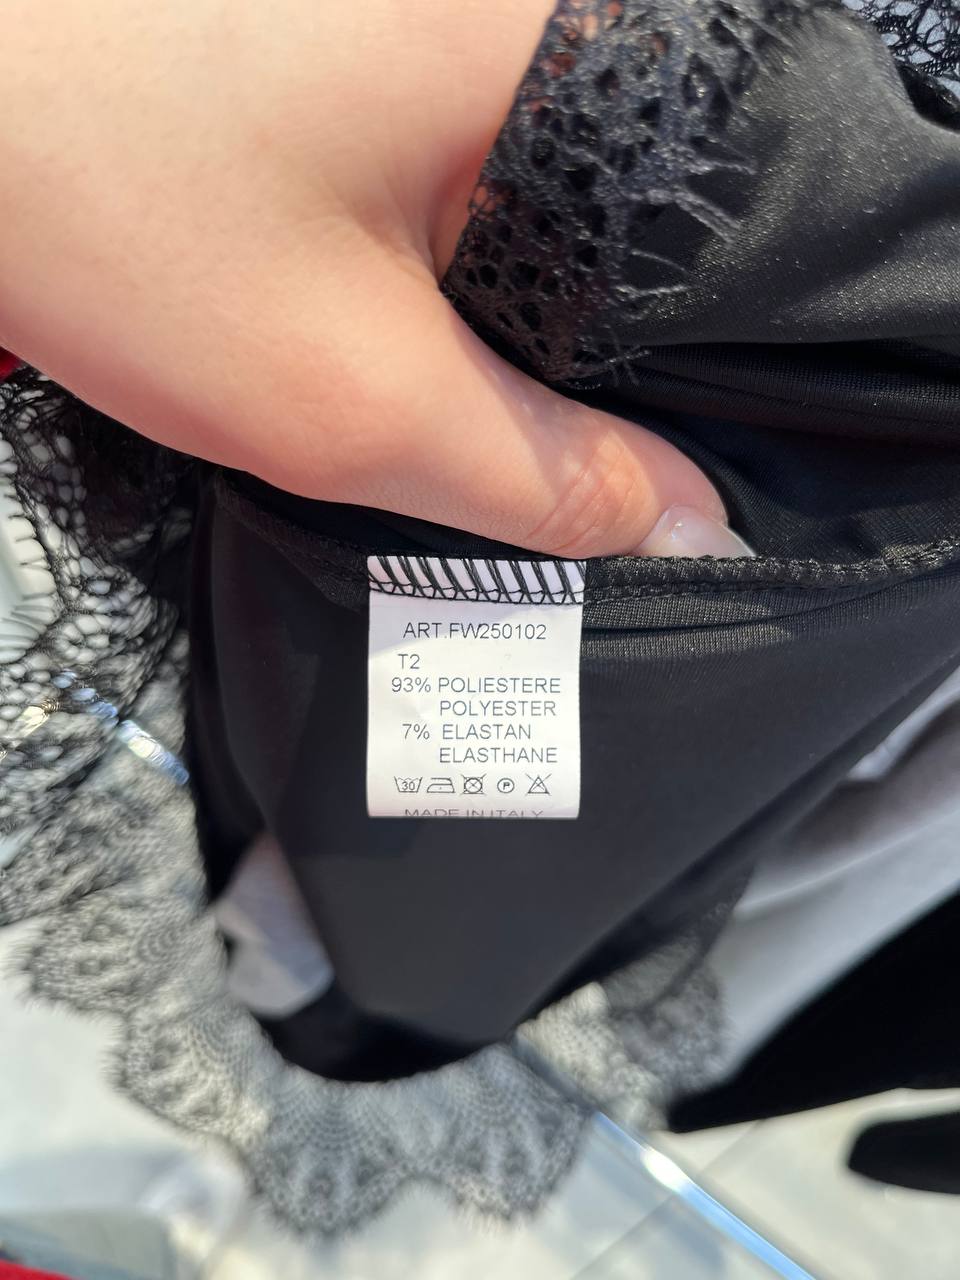 ART.FW250102
T2
93% POLIESTERE
POLYESTER
7% ELASTAN
ELASTHANE
30 P
MADE IN ITALY